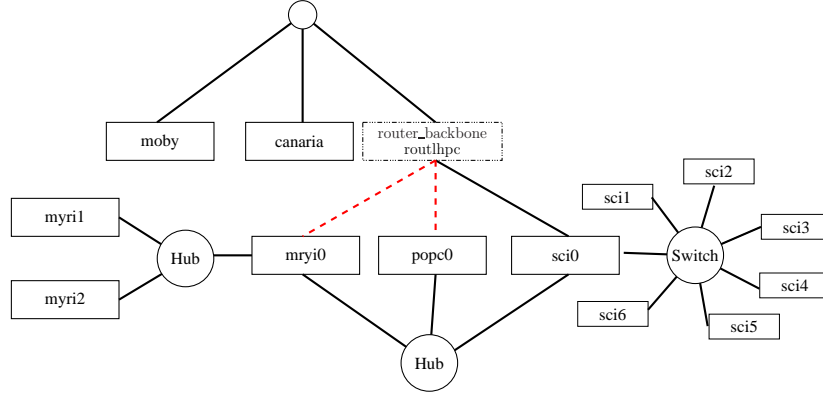 moby
canaria
router_backbone
routlhpc
sci1
sci2
myri1
sci3
Hub
mryi0
popc0
sci0
Switch
myri2
sci4
sci6
sci5
Hub